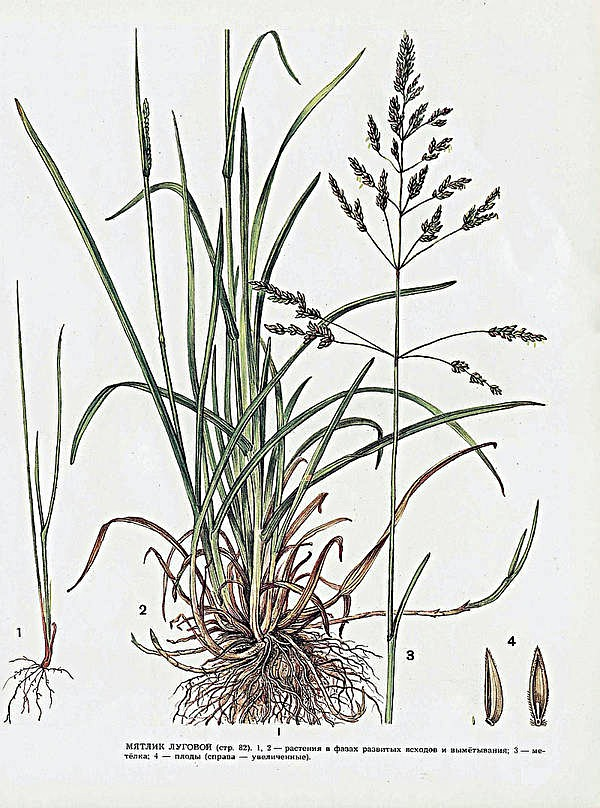 1
2
3
4
МЯТЛИК ЛУГОВОЙ (стр. 82). 1, 2 — растения в фазах развитых всходов и вымётывания; 3 — ме-
тёлка; 4 — плоды (справа — увеличенные).